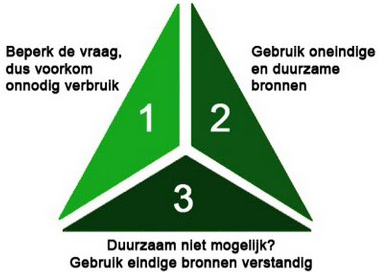 Beperk de vraag,
dus voorkom
onnodig verbruik
1
Gebruik oneindige
en duurzame
bronnen
2
3
Duurzaam niet mogelijk?
Gebruik eindige bronnen verstandig